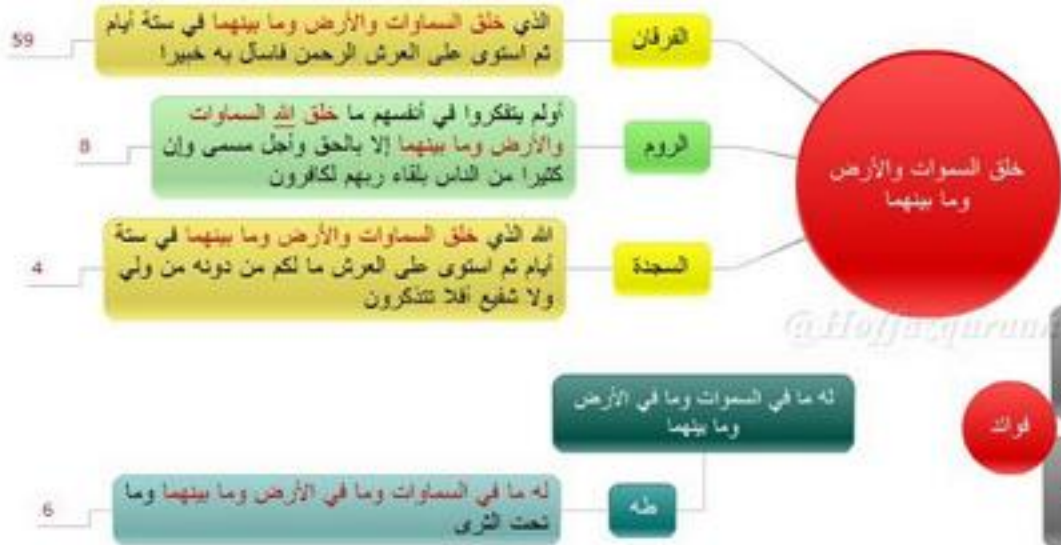 خلق السموات والأرض
وما بينهما
الفرقان
الذي خلق السماوات والأرض وما بينهما في ستة أيام
ثم استوى على العرش الرحمن فاسأل به خبيرا
59
الروم
أولم يتفكروا في أنفسهم ما خلق الله السماوات
والأرض وما بينهما إلا بالحق وأجل مسمى وإن
كثيرا من الناس بلقاء ربهم لكافرون
8
السجدة
الله الذي خلق السماوات والأرض وما بينهما في ستة
أيام ثم استوى على العرش ما لكم من دونه من ولي
ولا شفيع أفلا تتذكرون
4
فوائد
له ما في السموات وما في الأرض
وما بينهما
طه
له ما في السماوات وما في الأرض وما بينهما وما
تحت الثرى
6